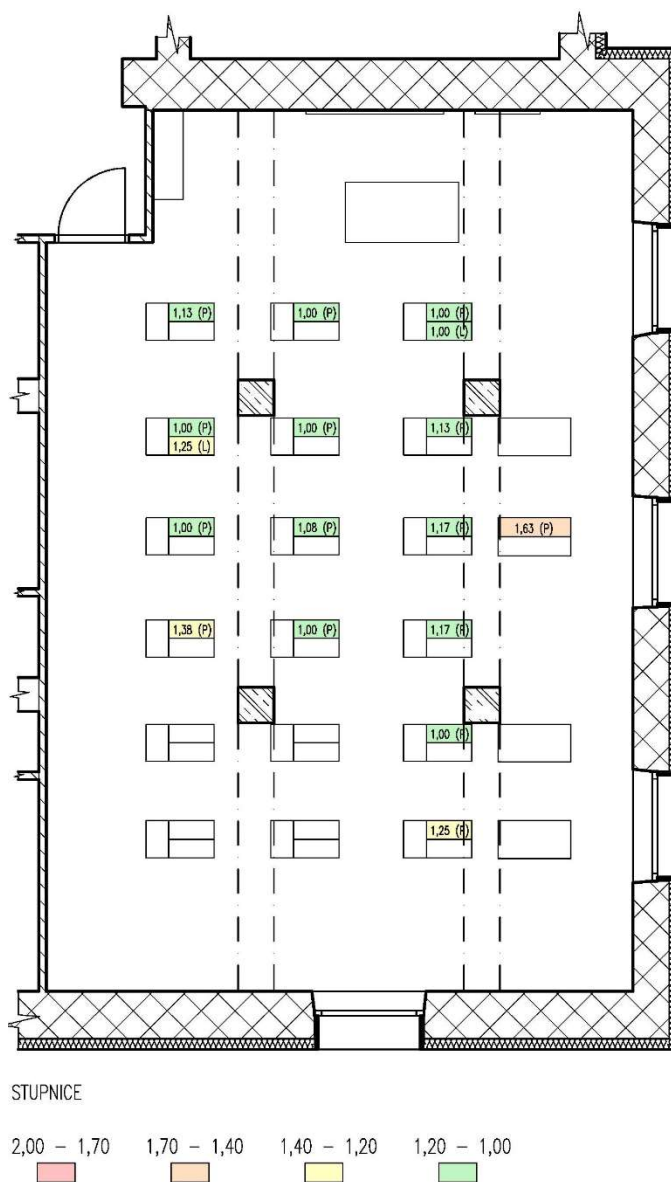 1,13 (P) 1,00 (P) 1,00 (P)
1,00 (L)
1,00 (P) 1,00 (P) 1,13 (P)
1,25 (L)
1,00 (P) 1,08 (P) 1,17 (P) 1,63 (P)
1,38 (P) 1,00 (P) 1,17 (P)
1,00 (P)
1,25 (P)
STUPNICE
2,00 – 1,70 1,70 – 1,40 1,40 – 1,20 1,20 – 1,00